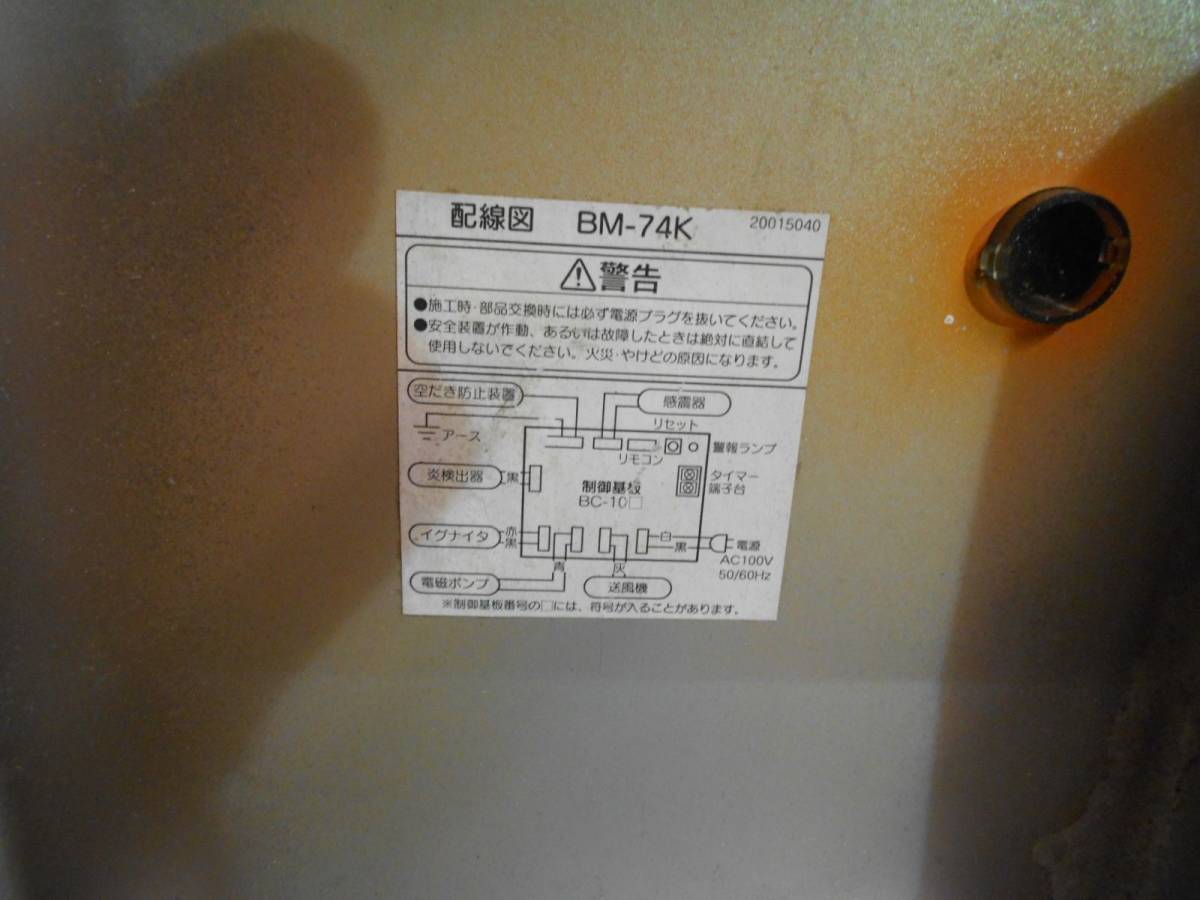 配線図 BM-74K 20015040
⚠警告
●施工時・部品交換時には必ず電源プラグを抜いてください。
●安全装置が作動、あるいは故障したときは絶対に直結して
使用しないでください。火災・やけどの原因になります。
空だき防止装置
感震器
リセット
アース
警報ランプ
リモコン
炎検出器
黒
タイマー
端子台
制御基板
BC-10□
イグナイタ
赤
黒
白
黒
電源
AC100V
50/60Hz
青
灰
電磁ポンプ
送風機
※制御基板番号の□には、符号が入ることがあります。